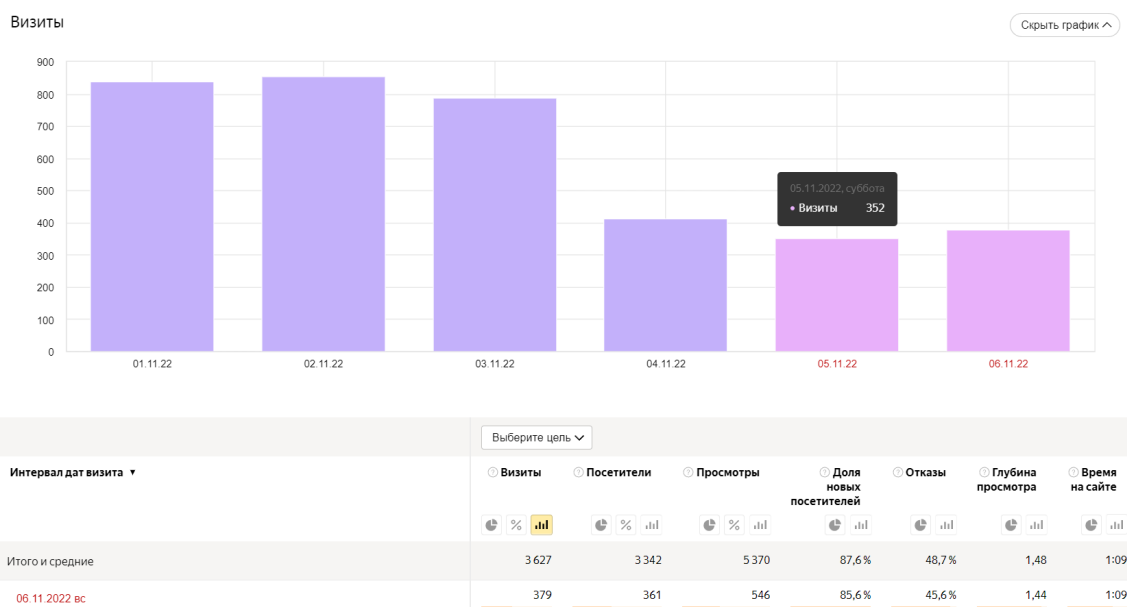 Визиты
Скрыть график
900
800
700
600
500
400
300
200
100
0
05.11.2022, суббота
• Визиты 352
01.11.22 02.11.22 03.11.22 04.11.22 05.11.22 06.11.22
Выберите цель
Интервал дат визита ▼
? Визиты
? Посетители
? Просмотры
? Доля
новых
посетителей
? Отказы
? Глубина
просмотра
? Время
на сайте
% % %
Итого и средние 3 627 3 342 5 370 87,6 % 48,7 % 1,48 1:09
06.11.2022 вс 379 361 546 85,6 % 45,6 % 1,44 1:09